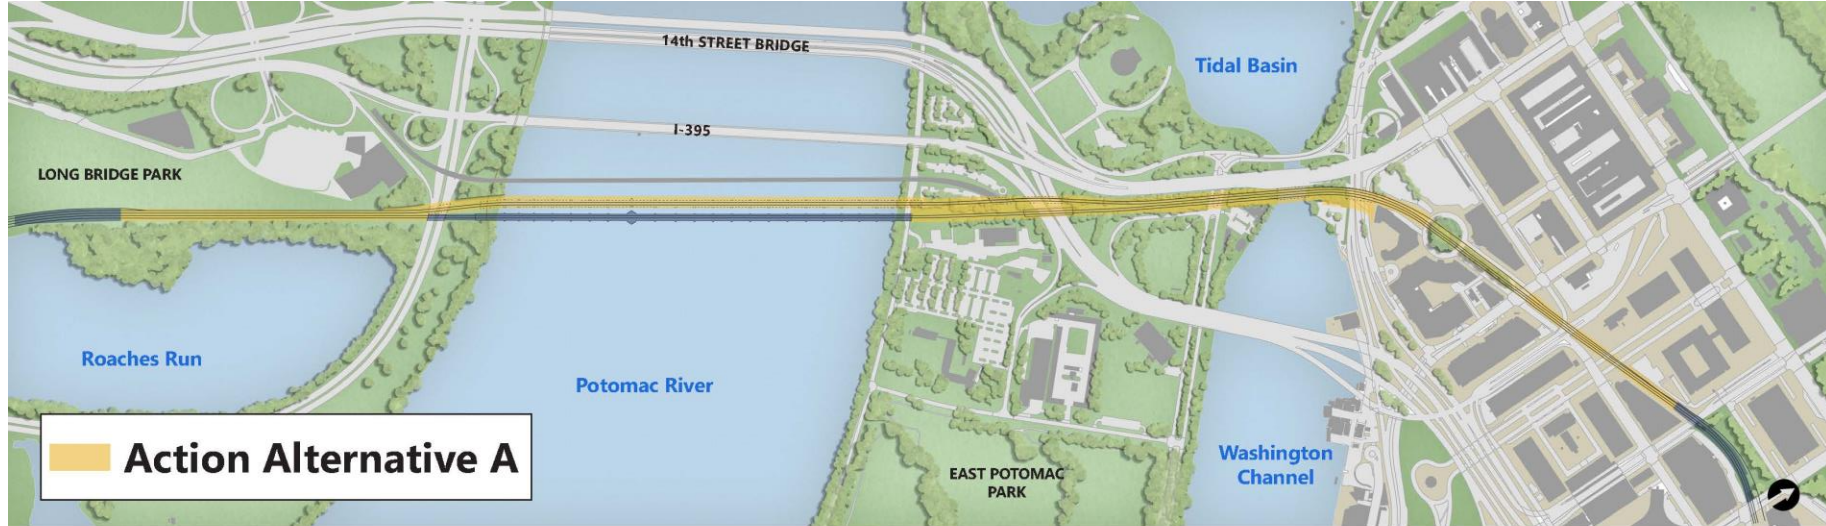 14th STREET BRIDGE
Tidal Basin
I-395
LONG BRIDGE PARK
Roaches Run
Potomac River
Action Alternative A
EAST POTOMAC
PARK
Washington
Channel